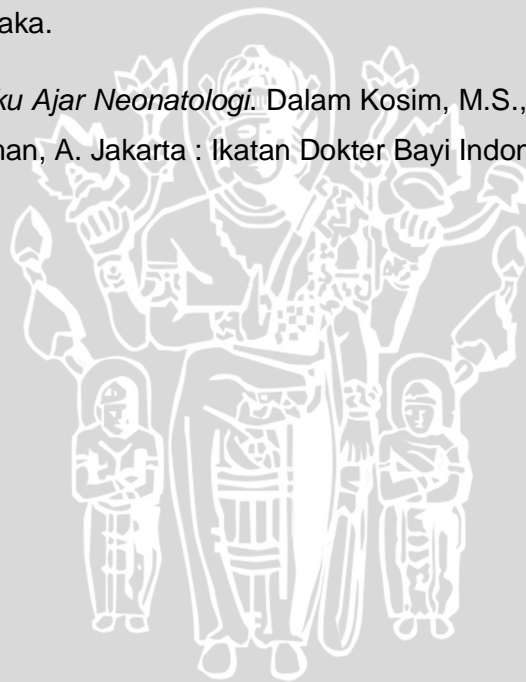 aka.
ku Ajar Neonatologi. Dalam Kosim, M.S.,
nan, A. Jakarta : Ikatan Dokter Bayi Indon